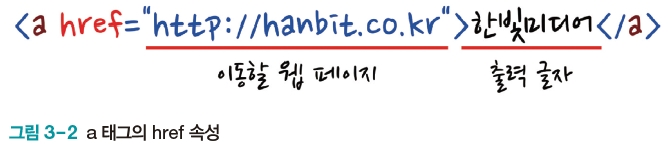 <a href="http://hanbit.co.kr">한빛미디어</a>
이동할 웹 페이지 출력 글자
그림 3-2 a 태그의 href 속성